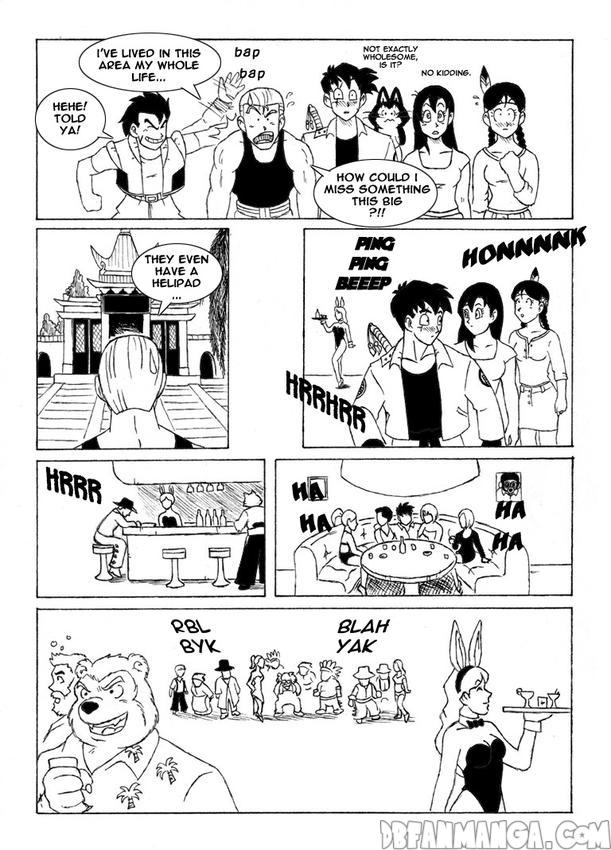 I'VE LIVED IN THIS
AREA MY WHOLE
LIFE...
bap
bap
NOT EXACTLY
WHOLESOME,
IS IT?
NO KIDDING.
HEHE!
TOLD
YA!
HOW COULD I
MISS SOMETHING
THIS BIG
?!!
THEY EVEN
HAVE A
HELIPAD
...
PING
PING
BEEEP
HONNNNK
HRRHRR
HRRR
HA
HA
HA
HA
RBL
BYK
BLAH
YAK
DBFANMANGA.COM